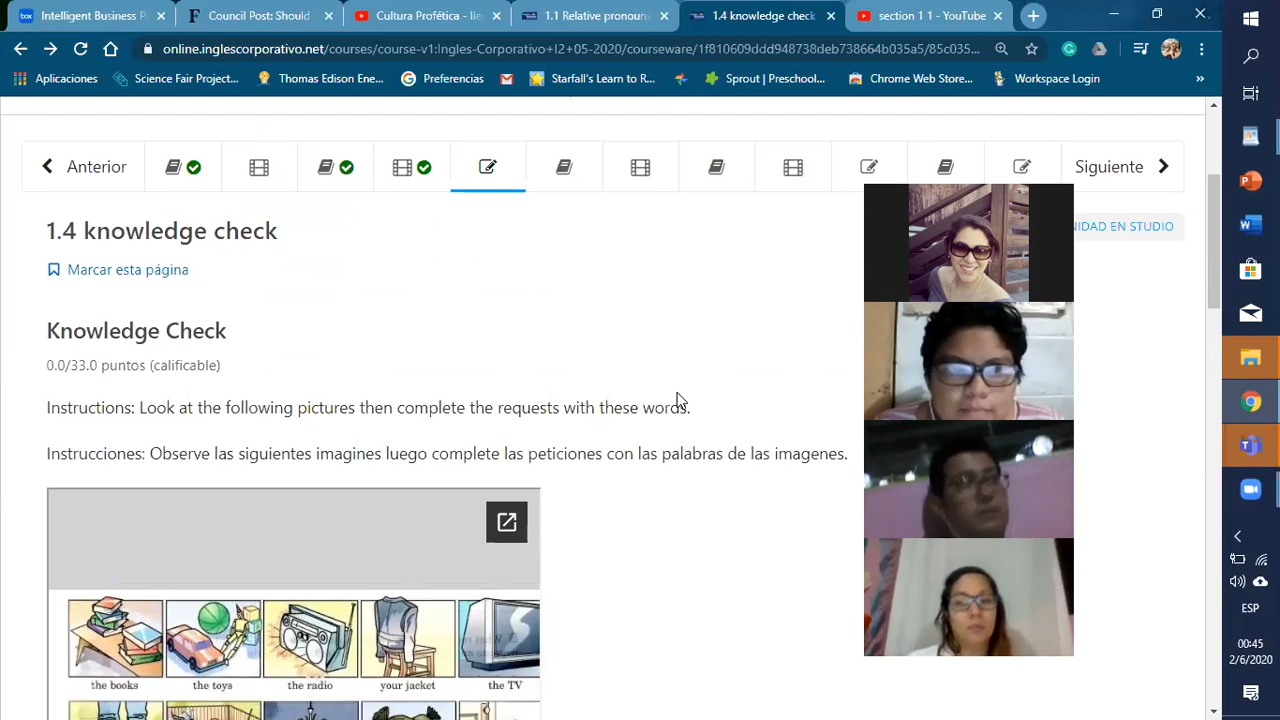 Intelligent Business P
Council Post: Should
Cultura Profética - lie
1.1 Relative pronouns
1.4 knowledge check
section 1 1 - YouTube
online.inglescorporativo.net/courses/course-v1:Ingles-Corporativo+I2+05-2020/courseware/1f810609ddd948738deb738664b035a5/85c035...
Aplicaciones
Science Fair Project...
Thomas Edison Ene...
Preferencias
Starfall's Learn to R...
Sprout | Preschool...
Chrome Web Store...
Workspace Login
»
Anterior
Siguiente
1.4 knowledge check
NIDAD EN STUDIO
Marcar esta página
Knowledge Check
0.0/33.0 puntos (calificable)
Instructions: Look at the following pictures then complete the requests with these words.
Instrucciones: Observe las siguientes imagines luego complete las peticiones con las palabras de las imagenes.
the books
the toys
the radio
your jacket
the TV
ESP
00:45
2/6/2020